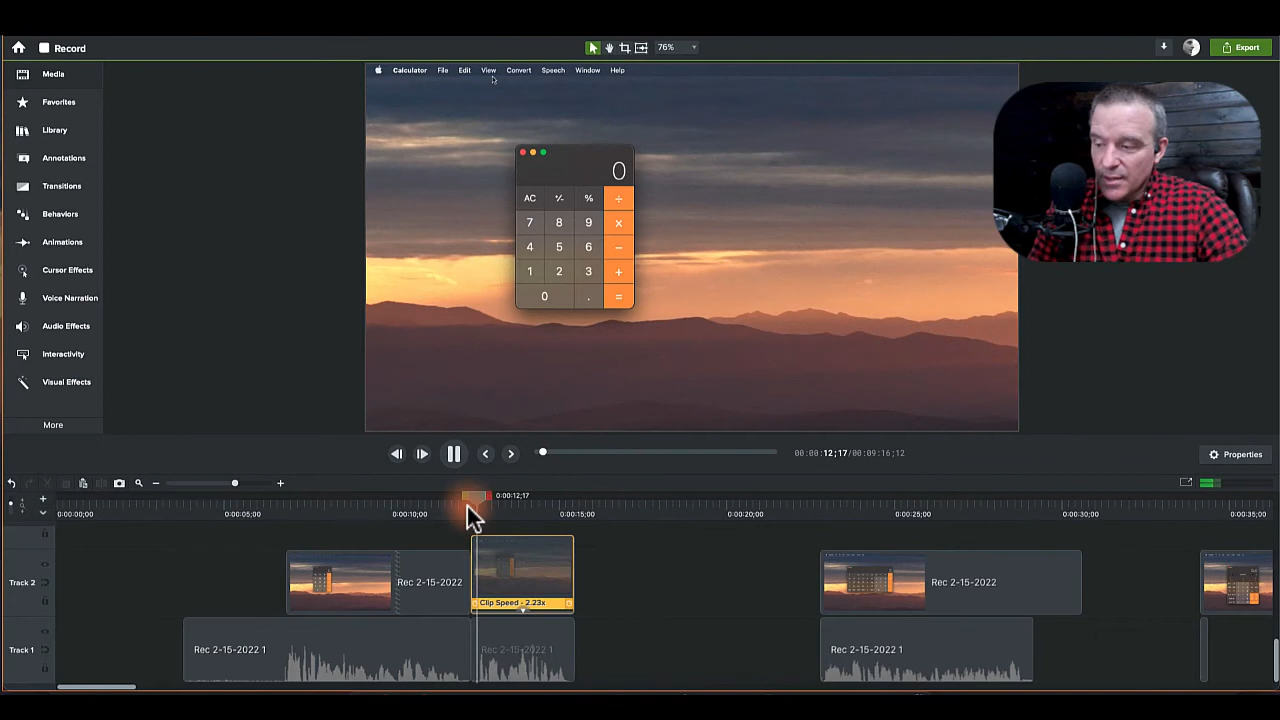 Record
76%
Export
Media
Favorites
Library
Annotations
Transitions
Behaviors
Animations
Cursor Effects
Voice Narration
Audio Effects
Interactivity
Visual Effects
More
Calculator File Edit View Convert Speech Window Help
0
AC +⁄- % ÷
7 8 9 x
4 5 6 −
1 2 3 +
0 . =
00:00:12;17/00:09:16;12
Properties
0:00:12;17
0:00:00;00 0:00:05;00 0:00:10;00 0:00:15;00 0:00:20;00 0:00:25;00 0:00:30;00 0:00:35;00
Track 2
Rec 2-15-2022
Clip Speed - 2.23x
Rec 2-15-2022
Track 1
Rec 2-15-2022 1
Rec 2-15-2022 1
Rec 2-15-2022 1